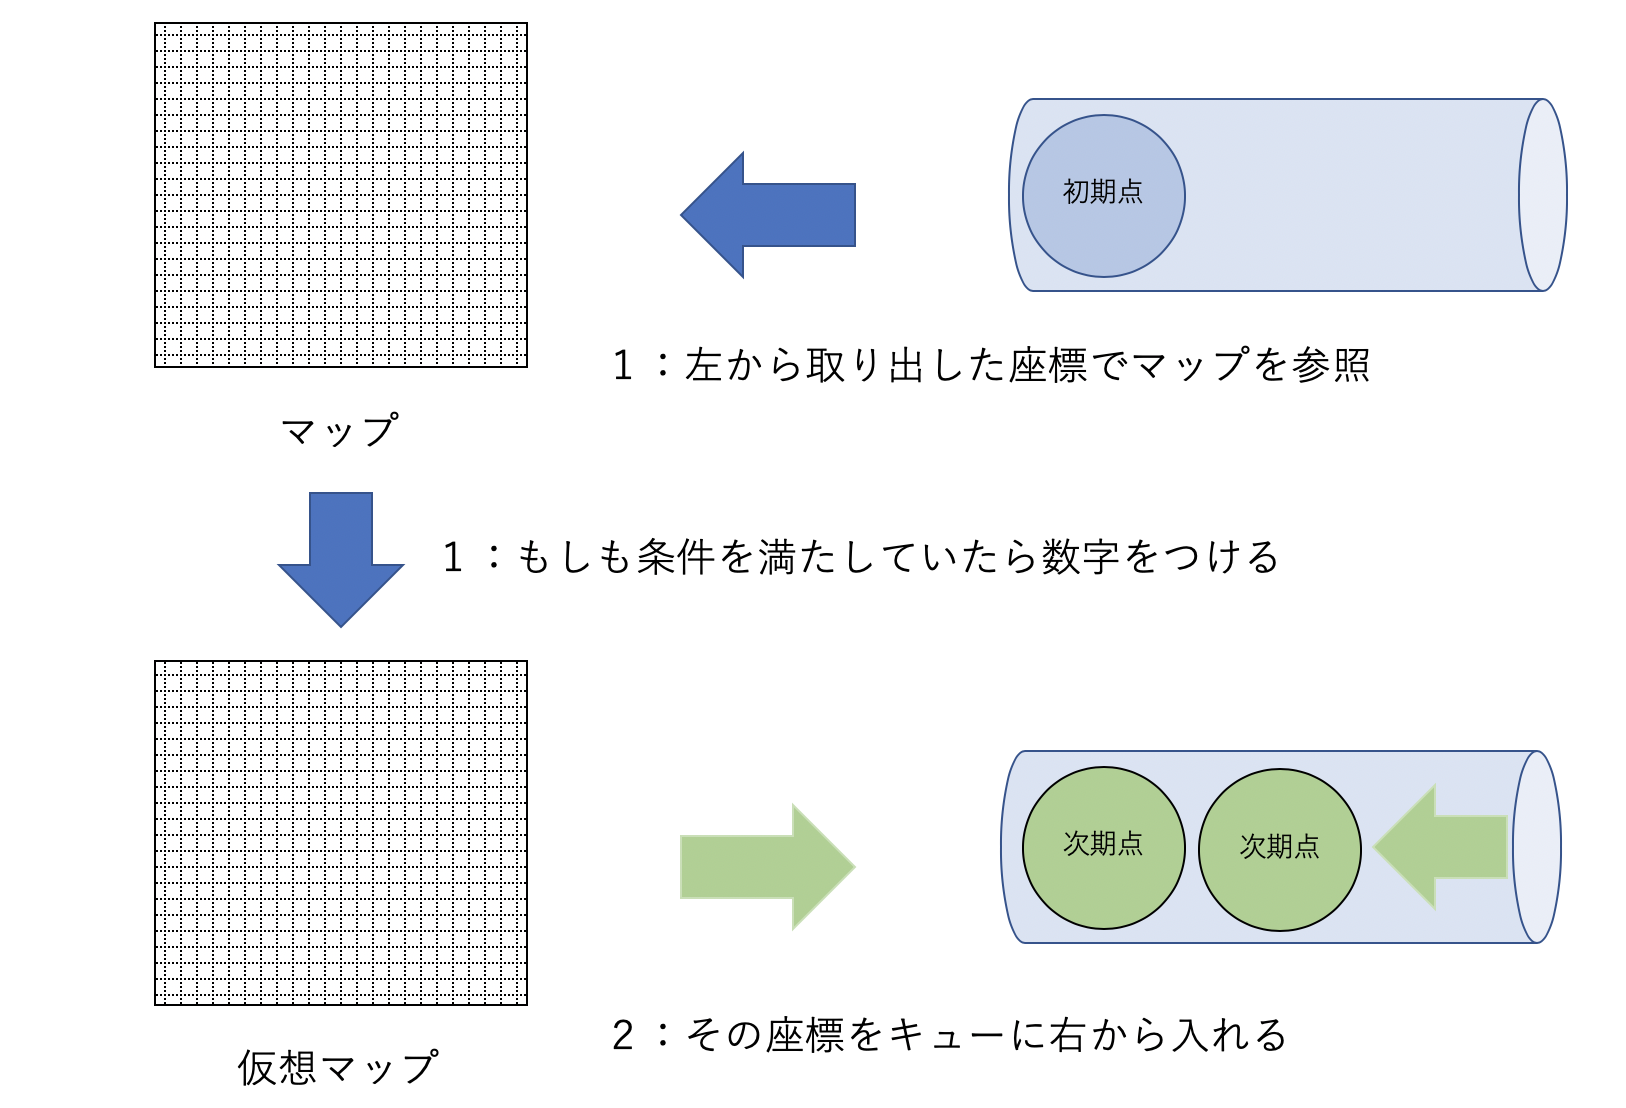 初期点
1：左から取り出した座標でマップを参照
マップ
1：もしも条件を満たしていたら数字をつける
次期点
次期点
2：その座標をキューに右から入れる
仮想マップ